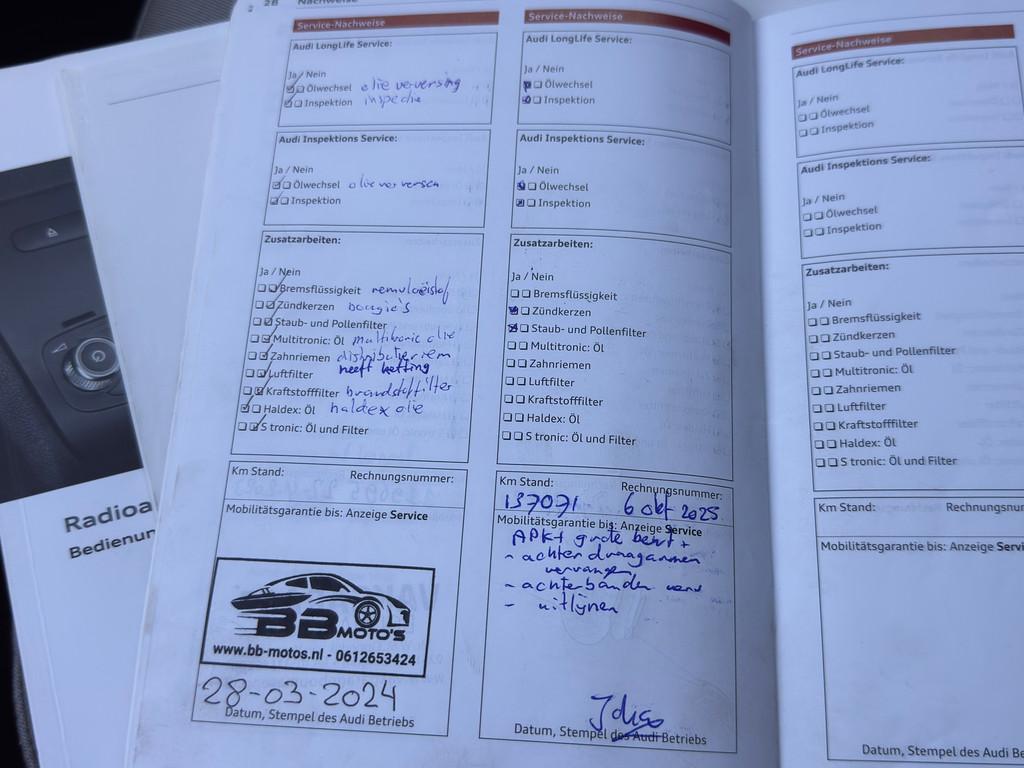 28 Nachweise
Service-Nachweise
Audi LongLife Service:
Ja / Nein
Ölwechsel olie verversing
Inspektion inspectie
Audi Inspektions Service:
Ja / Nein
Ölwechsel olie verversen
Inspektion
Zusatzarbeiten:
Ja / Nein
Bremsflüssigkeit remvloeistof
Zündkerzen bougie's
Staub- und Pollenfilter
Multitronic: Öl multitronic olie
Zahnriemen distributieriem
heeft ketting
Luftfilter
Kraftstofffilter brandstoffilter
Haldex: Öl haldex olie
S tronic: Öl und Filter
Km Stand: Rechnungsnummer:
Mobilitätsgarantie bis: Anzeige Service
BB MOTO'S
www.bb-motos.nl - 0612653424
28-03-2024
Datum, Stempel des Audi Betriebs
Service-Nachweise
Audi LongLife Service:
Ja / Nein
Ölwechsel
Inspektion
Audi Inspektions Service:
Ja / Nein
Ölwechsel
Inspektion
Zusatzarbeiten:
Ja / Nein
Bremsflüssigkeit
Zündkerzen
Staub- und Pollenfilter
Multitronic: Öl
Zahnriemen
Luftfilter
Kraftstofffilter
Haldex: Öl
S tronic: Öl und Filter
Km Stand: Rechnungsnummer:
137071 6 okt 2025
Mobilitätsgarantie bis: Anzeige Service
APK+ grote beurt +
- achter draagarmen
vervangen
- achterbanden
- uitlijnen
Datum, Stempel des Audi Betriebs
Service-Nachweise
Audi LongLife Service:
Ja / Nein
Ölwechsel
Inspektion
Audi Inspektions Service:
Ja / Nein
Ölwechsel
Inspektion
Zusatzarbeiten:
Ja / Nein
Bremsflüssigkeit
Zündkerzen
Staub- und Pollenfilter
Multitronic: Öl
Zahnriemen
Luftfilter
Kraftstofffilter
Haldex: Öl
S tronic: Öl und Filter
Km Stand: Rechnungsnur
Mobilitätsgarantie bis: Anzeige Servi
Datum, Stempel des Audi Be
Radioa
Bedienun